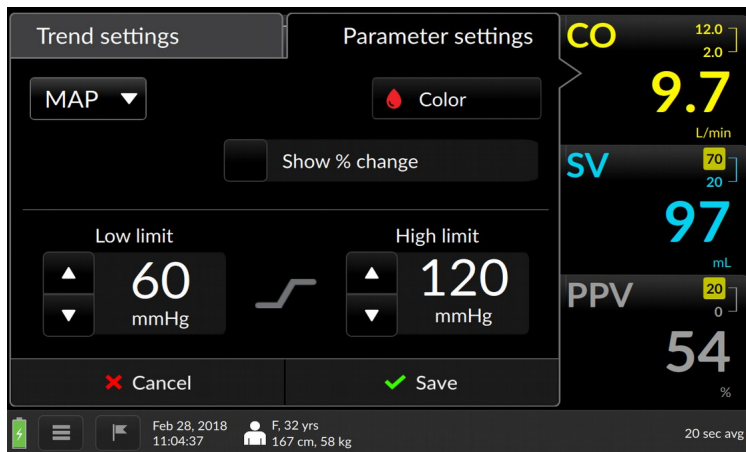 Trend settings
Parameter settings
MAP
Color
Show % change
Low limit
60
mmHg
High limit
120
mmHg
Cancel
Save
CO
12.0
2.0
9.7
L/min
SV
70
20
97
mL
PPV
20
0
54
%
Feb 28, 2018
11:04:37
F, 32 yrs
167 cm, 58 kg
20 sec avg